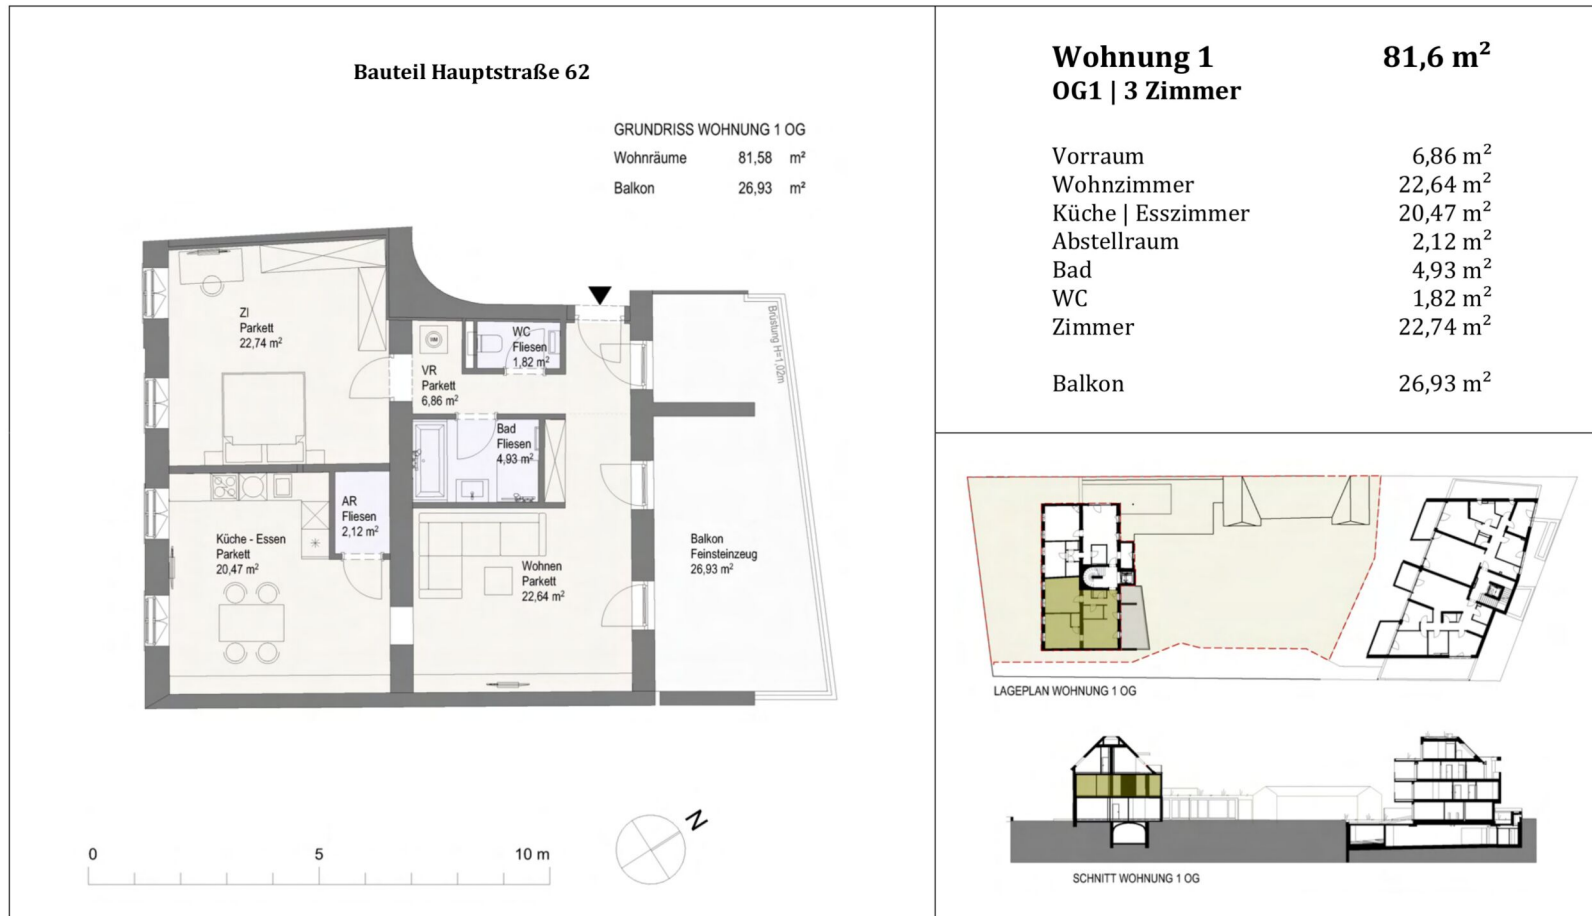 Bauteil Hauptstraße 62
GRUNDRISS WOHNUNG 1 OG
Wohnräume 81,58 m²
Balkon 26,93 m²
ZI
Parkett
22,74 m²
WC
Fliesen
1,82 m²
VR
Parkett
6,86 m²
Bad
Fliesen
4,93 m²
AR
Fliesen
2,12 m²
Küche - Essen
Parkett
20,47 m²
Wohnen
Parkett
22,64 m²
Balkon
Feinsteinzeug
26,93 m²
Brüstung H=1,02m
0 5 10 m
N
Wohnung 1 81,6 m²
OG1 | 3 Zimmer
Vorraum 6,86 m²
Wohnzimmer 22,64 m²
Küche | Esszimmer 20,47 m²
Abstellraum 2,12 m²
Bad 4,93 m²
WC 1,82 m²
Zimmer 22,74 m²
Balkon 26,93 m²
LAGEPLAN WOHNUNG 1 OG
SCHNITT WOHNUNG 1 OG